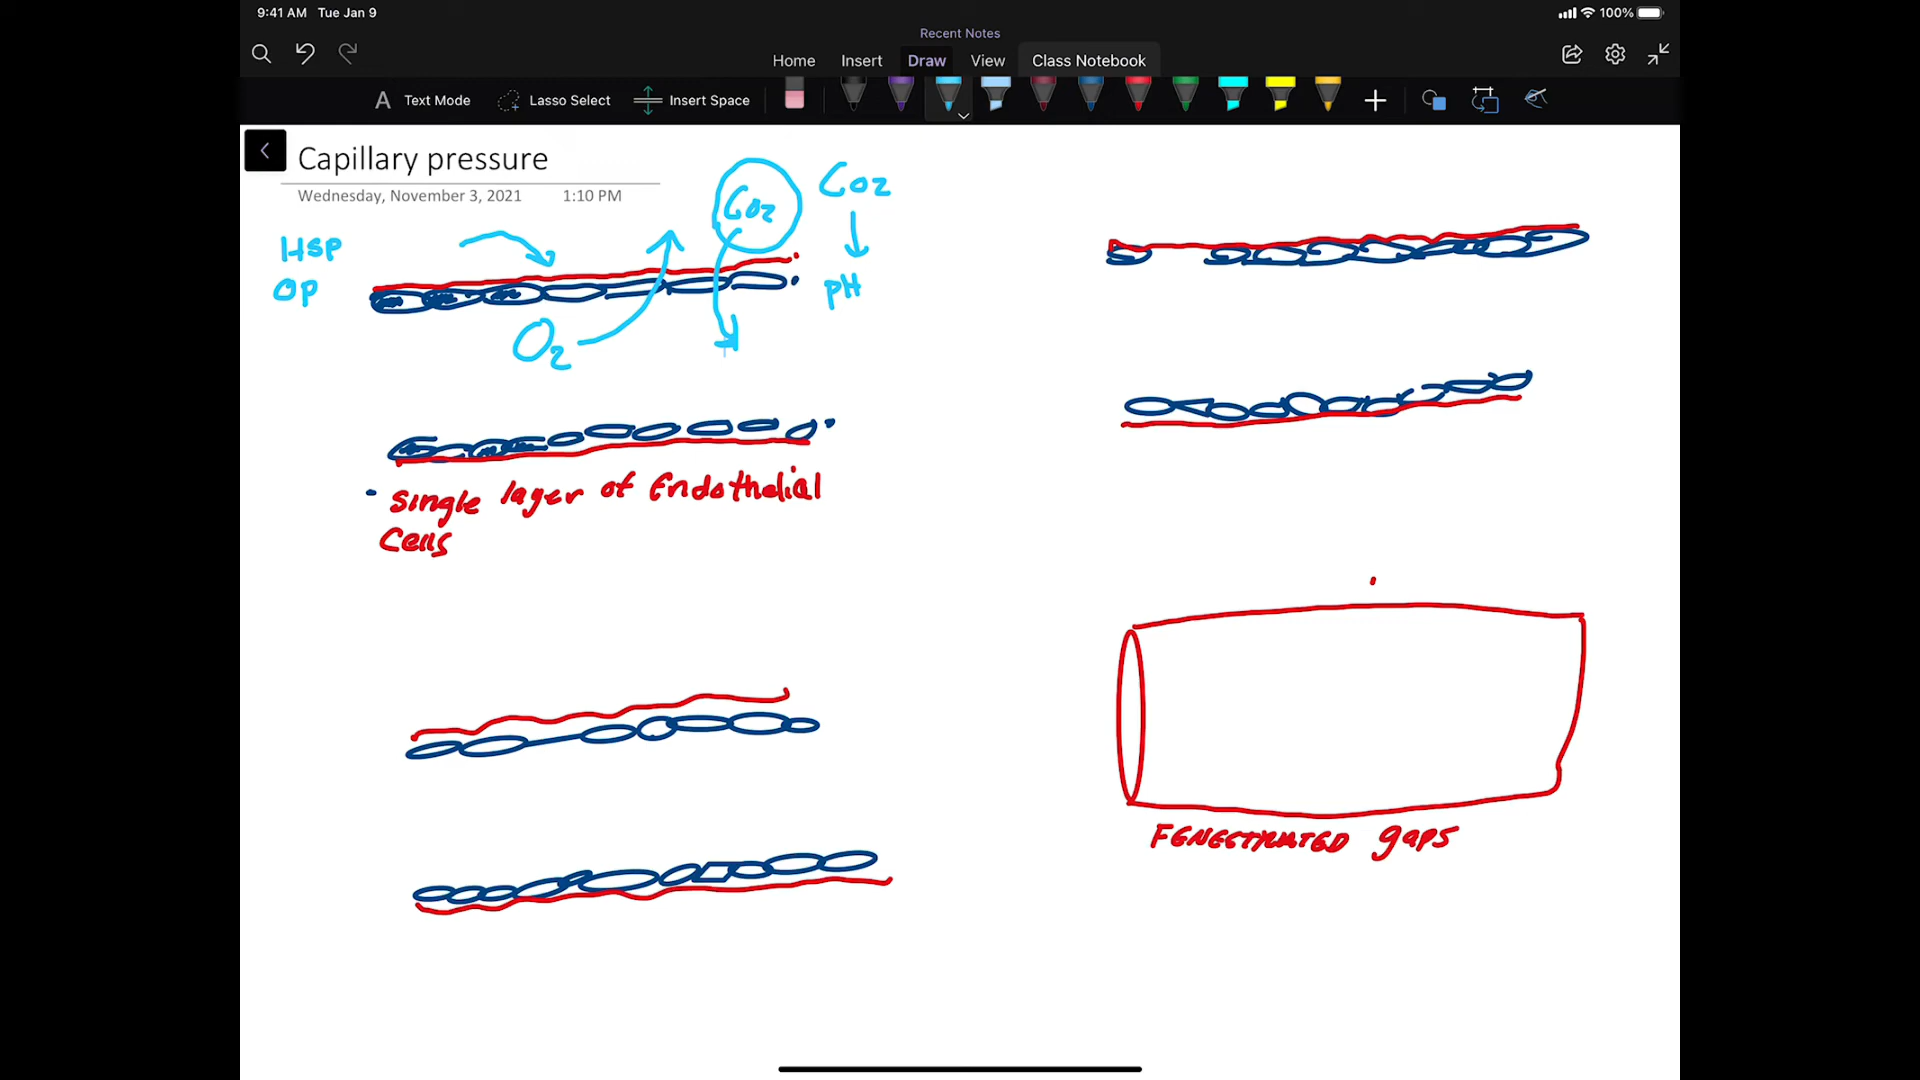 9:41 AM Tue Jan 9
100%
Recent Notes
Home Insert Draw View Class Notebook
A Text Mode Lasso Select Insert Space
Capillary pressure
Wednesday, November 3, 2021 1:10 PM
CO2 CO2
HSP
OP
pH
O2
• Single layer of Endothelial
Cells
FENESTRATED gaps